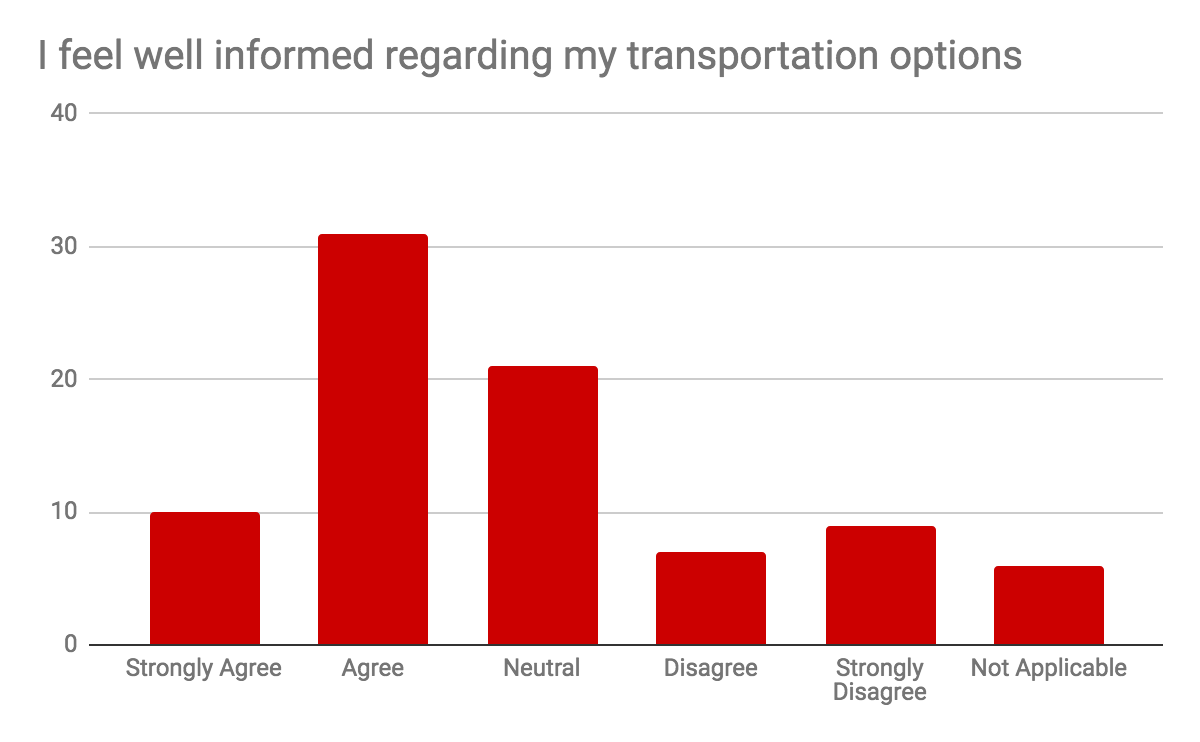 I feel well informed regarding my transportation options
40
30
20
10
0
Strongly Agree
Agree
Neutral
Disagree
Strongly
Disagree
Not Applicable